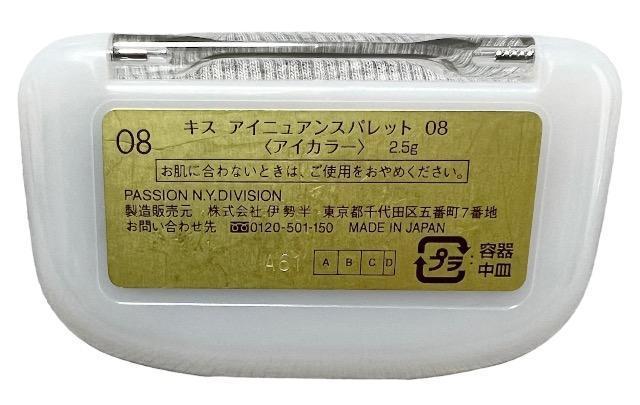 08
キス アイニュアンスパレット 08
〈アイカラー〉 2.5g
お肌に合わないときは、ご使用をおやめください。
PASSION N.Y.DIVISION
製造販売元 株式会社 伊勢半 東京都千代田区五番町7番地
お問い合わせ先 0120-501-150 MADE IN JAPAN
A61 A B C D
プラ :容器
中皿